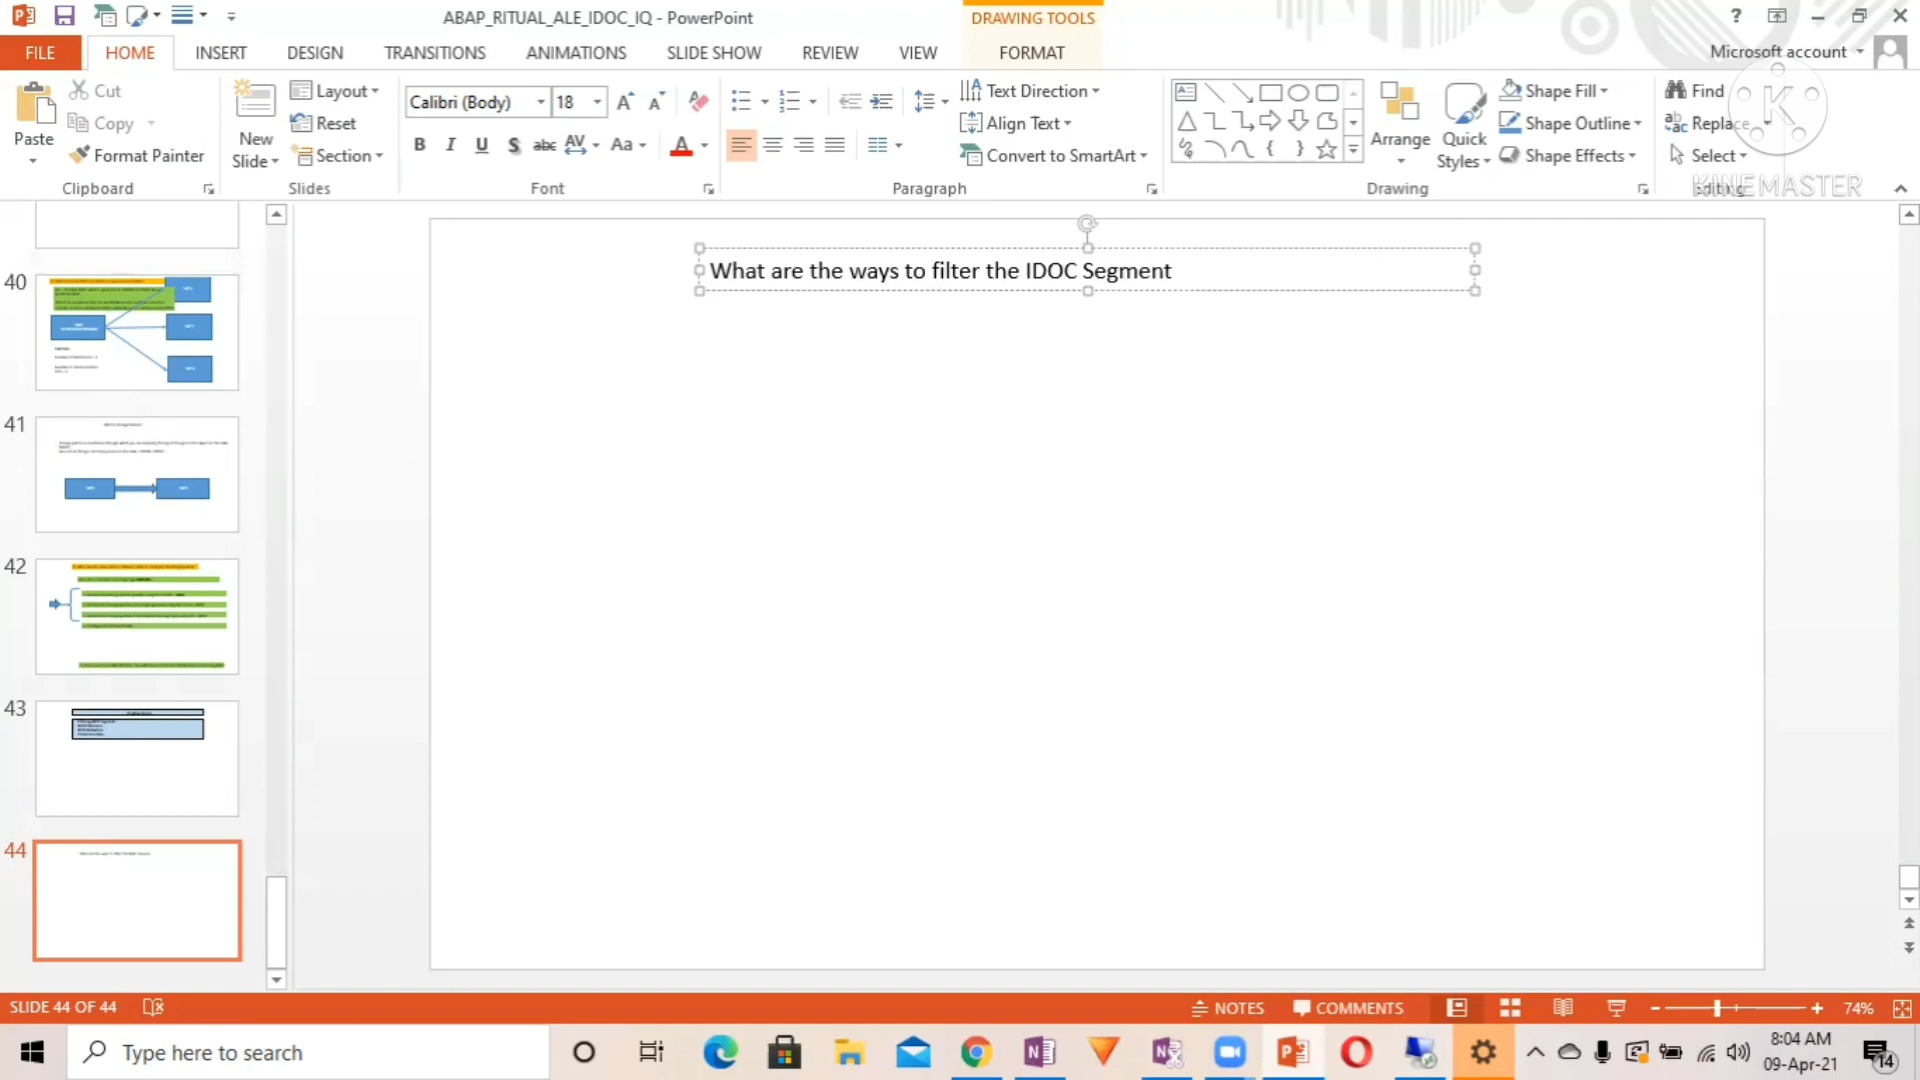 ABAP_RITUAL_ALE_IDOC_IQ - PowerPoint
DRAWING TOOLS
?
FILE
HOME
INSERT
DESIGN
TRANSITIONS
ANIMATIONS
SLIDE SHOW
REVIEW
VIEW
FORMAT
Microsoft account
Paste
Cut
Copy
Format Painter
Clipboard
New Slide
Layout
Reset
Section
Slides
Calibri (Body)
18
B I U S abc AV Aa A
Font
Text Direction
Align Text
Convert to SmartArt
Paragraph
Arrange
Quick Styles
Shape Fill
Shape Outline
Shape Effects
Drawing
Find
Replace
Select
Editing
K
KINEMASTER
40
41
42
43
44
What are the ways to filter the IDOC Segment
SLIDE 44 OF 44
NOTES
COMMENTS
74%
Type here to search
8:04 AM
09-Apr-21
14